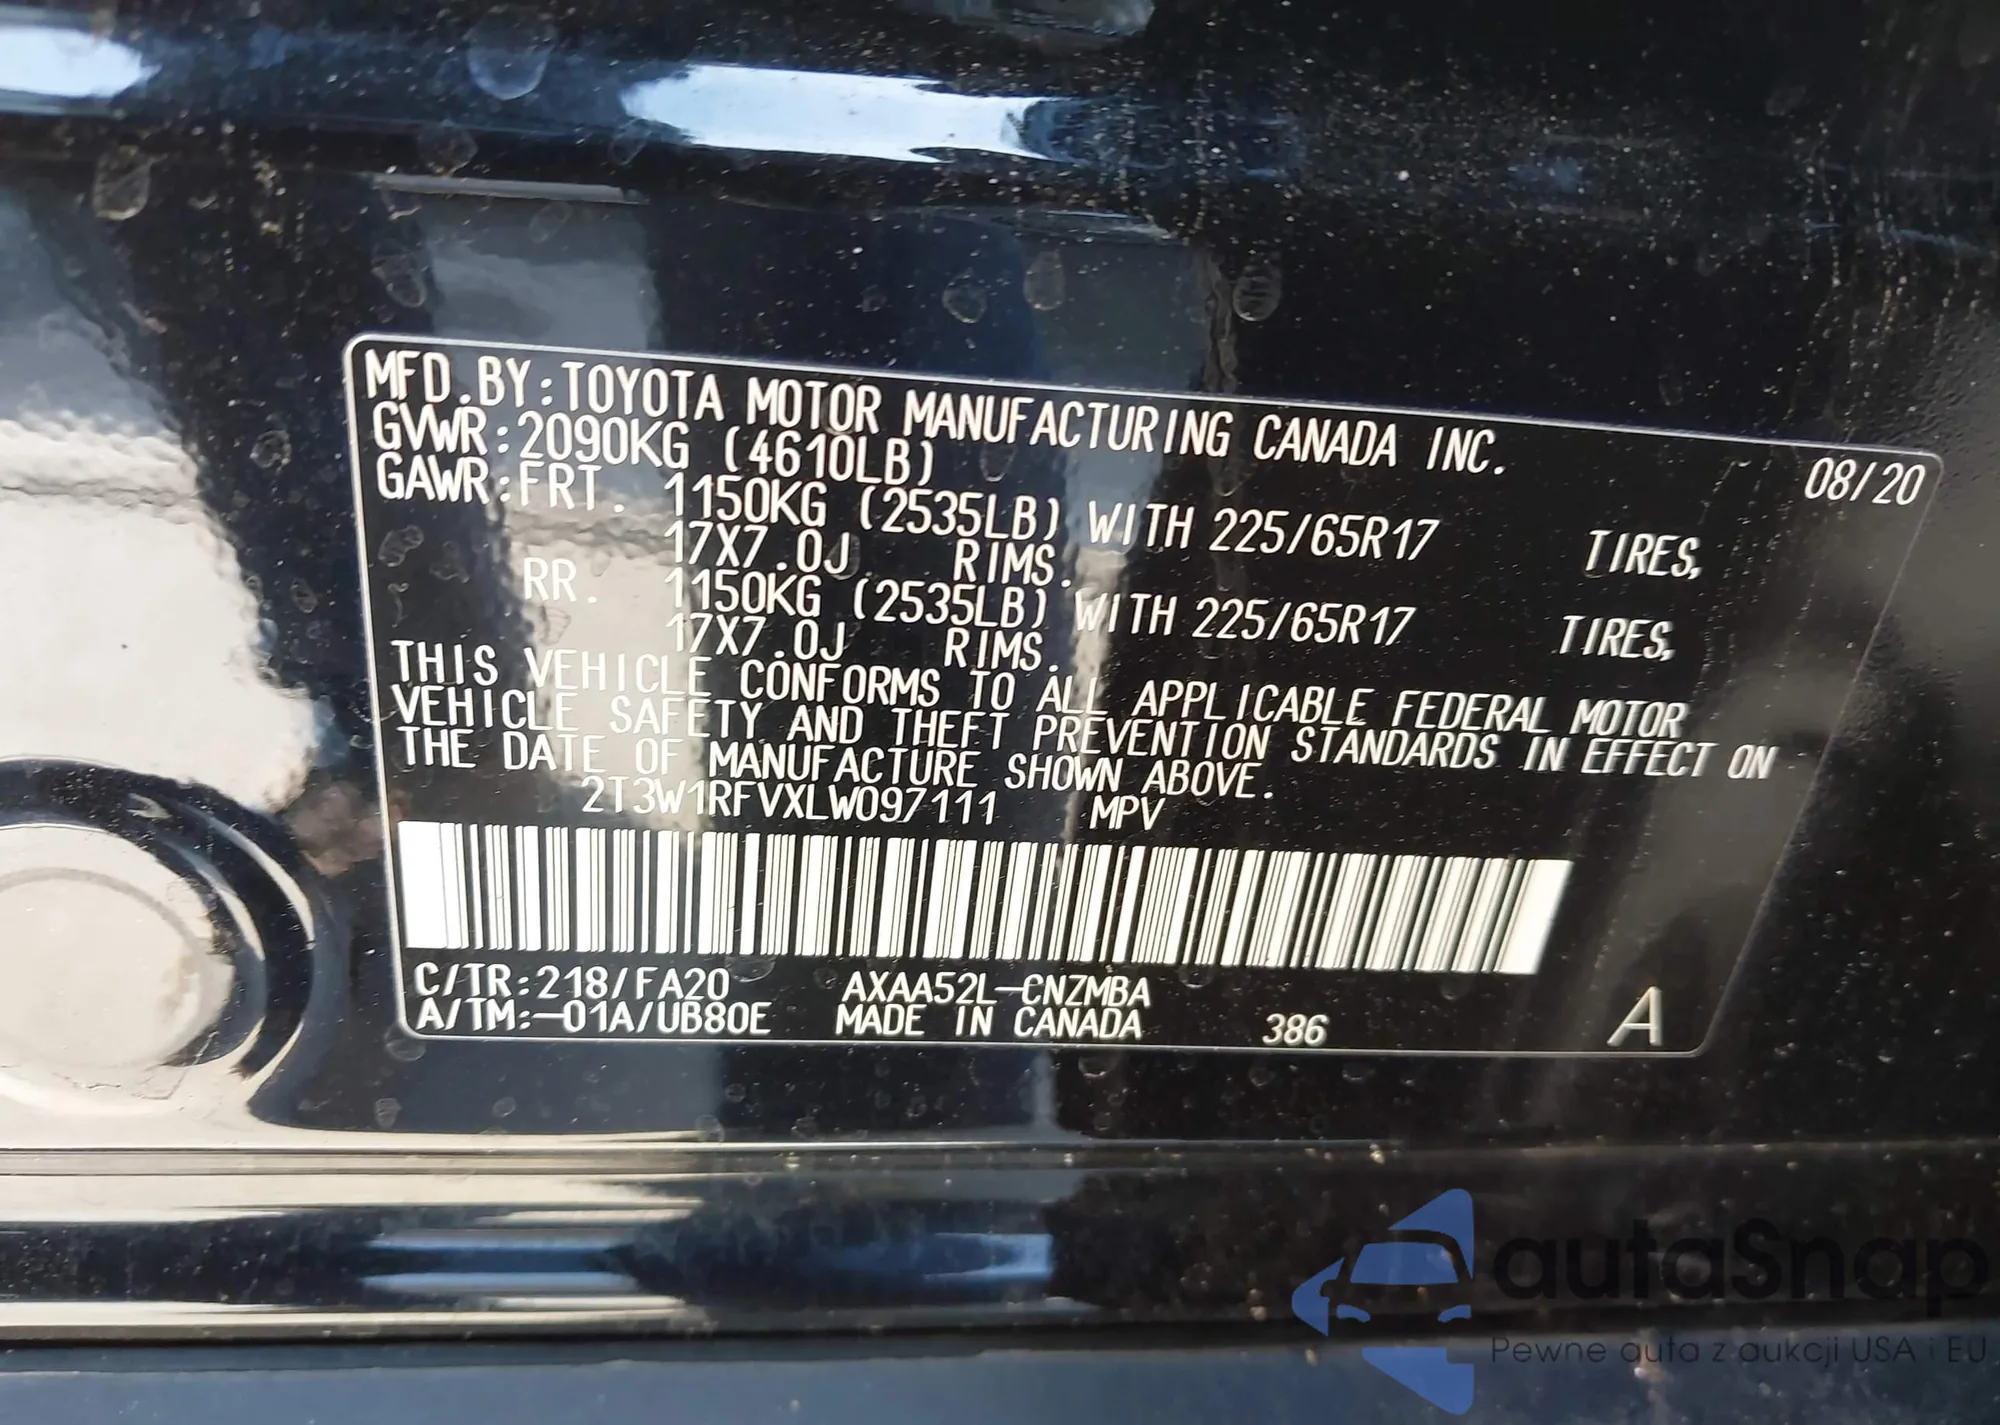 MFD.BY:TOYOTA MOTOR MANUFACTURING CANADA INC. 08/20
GVWR:2090KG (4610LB)
GAWR:FRT. 1150KG (2535LB) WITH 225/65R17 TIRES,
17X7.0J RIMS.
RR. 1150KG (2535LB) WITH 225/65R17 TIRES,
17X7.0J RIMS.
THIS VEHICLE CONFORMS TO ALL APPLICABLE FEDERAL MOTOR
VEHICLE SAFETY AND THEFT PREVENTION STANDARDS IN EFFECT ON
THE DATE OF MANUFACTURE SHOWN ABOVE.
2T3W1RFVXLW097111 MPV
C/TR:218/FA20 AXAA52L-CNZMBA
A/TM:-01A/UB80E MADE IN CANADA 386 A
autaSnap
Pewne auta z aukcji USA i EU